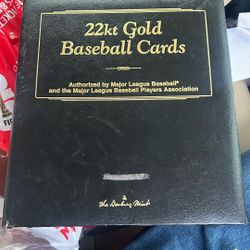 22kt Gold
Baseball Cards
Authorized by Major League Baseball®
and the Major League Baseball Players Association
The Danbury Mint